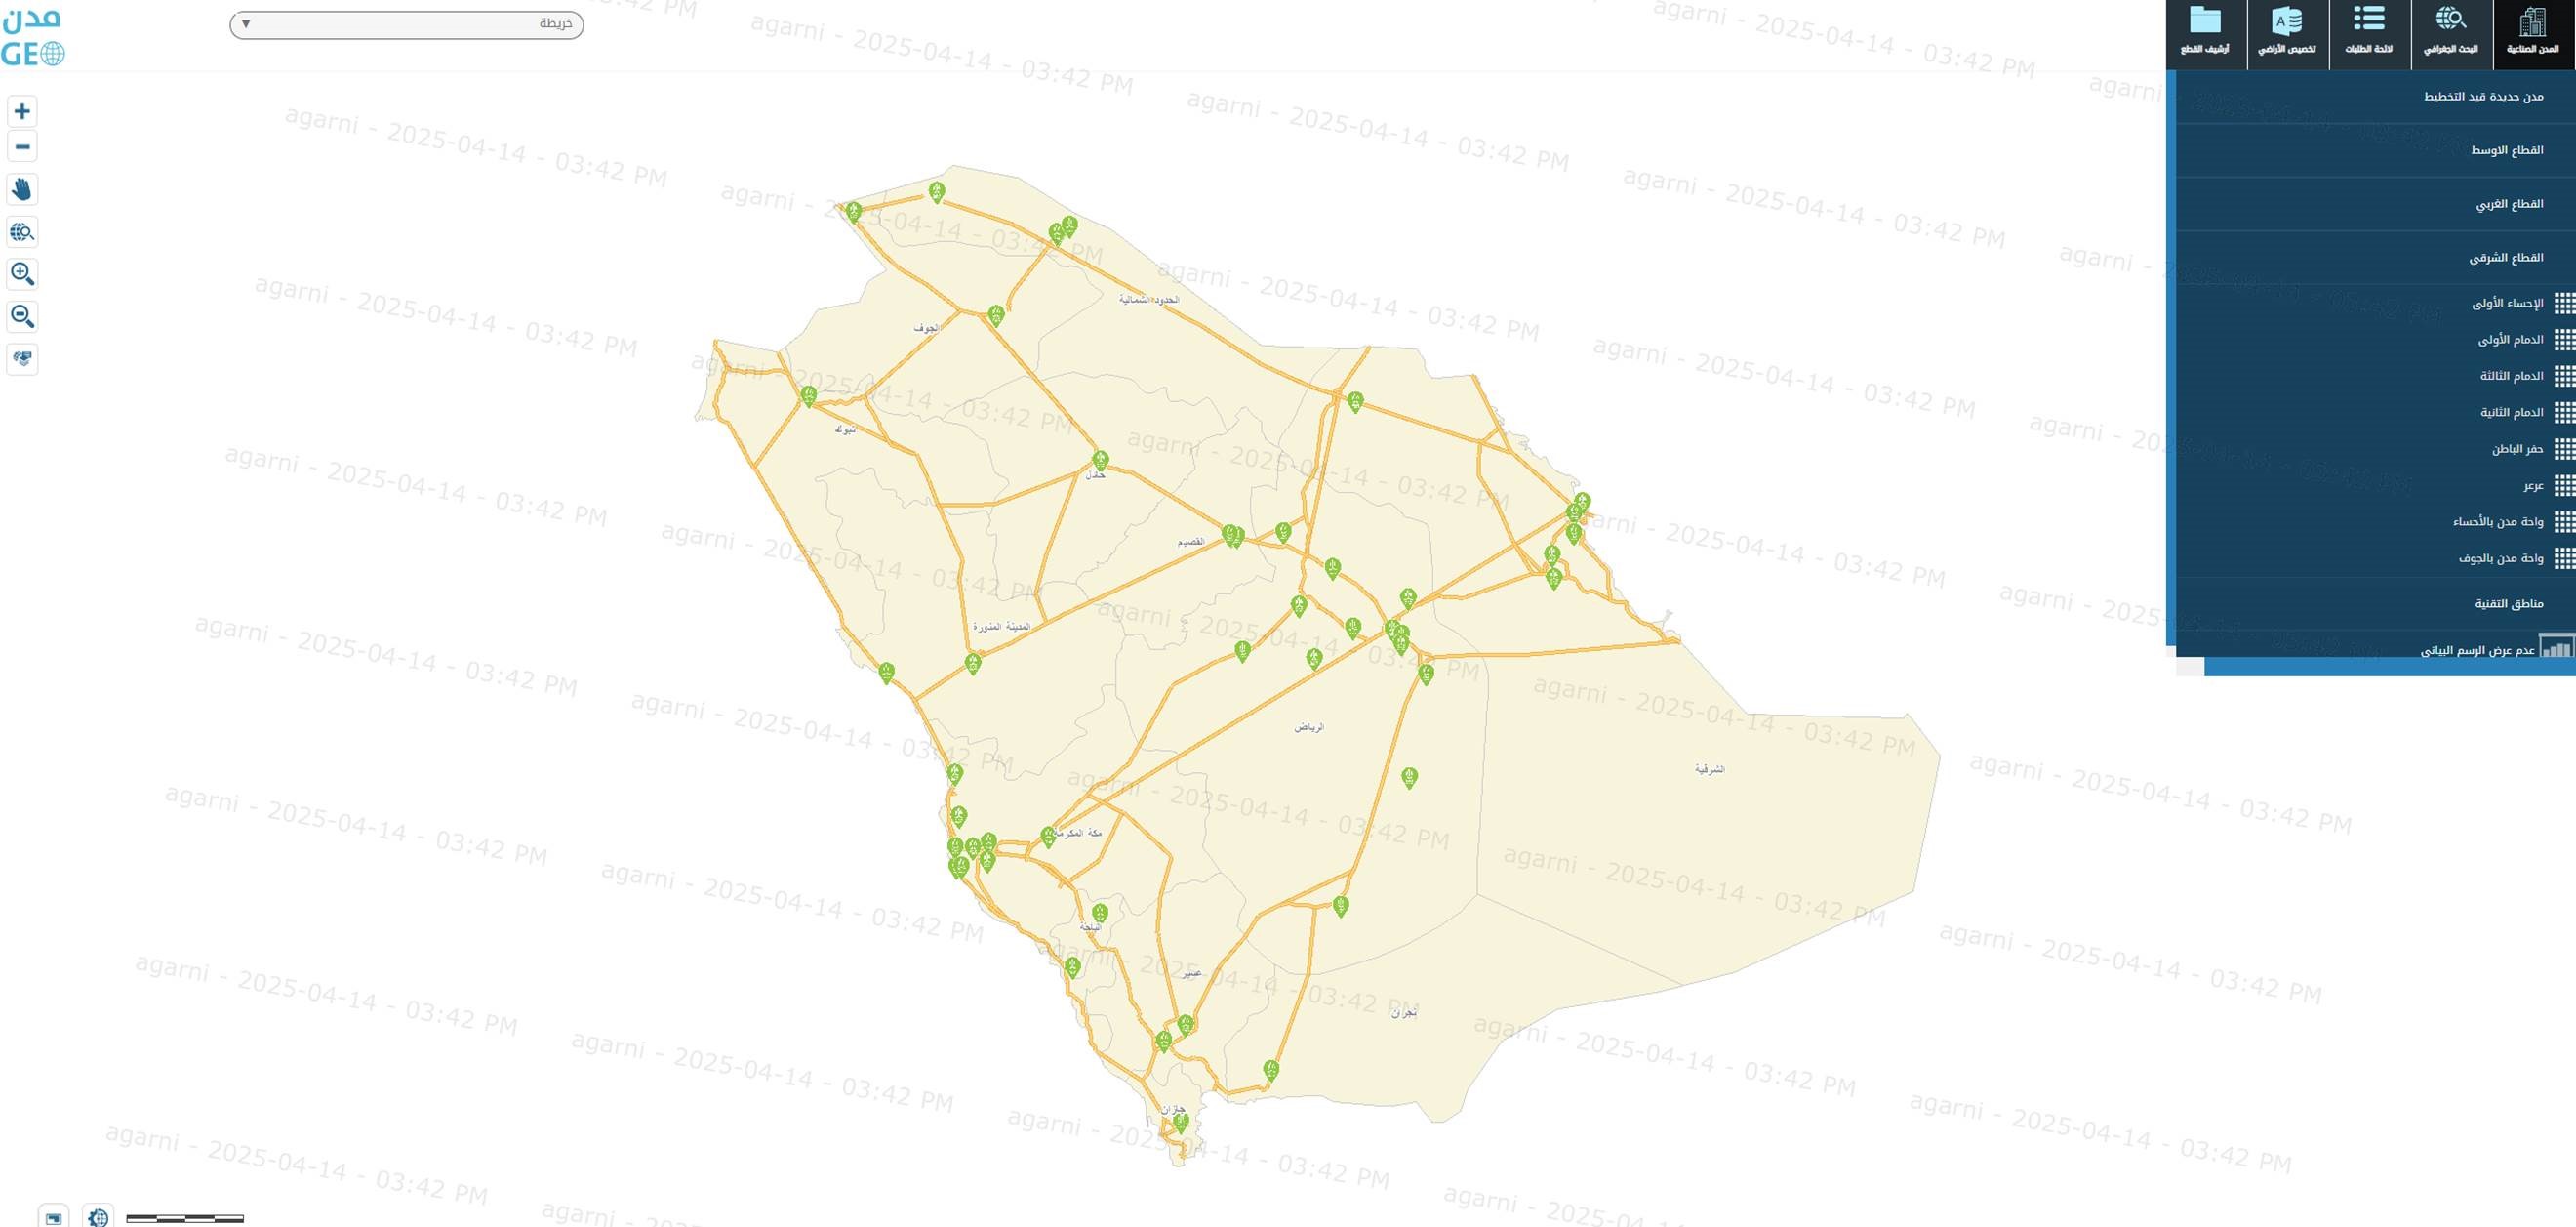 مدن
GEO
خريطة
المدن الصناعية
البحث الجغرافي
لائحة الطلبات
تخصيص الأراضي
أرشيف القطع
مدن جديدة قيد التخطيط
القطاع الاوسط
القطاع الغربي
القطاع الشرقي
الإحساء الأولى
الدمام الأولى
الدمام الثالثة
الدمام الثانية
حفر الباطن
عرعر
واحة مدن بالأحساء
واحة مدن بالجوف
مناطق التقنية
عدم عرض الرسم البياني
الحدود الشمالية
الجوف
تبوك
حائل
القصيم
المدينة المنورة
الرياض
الشرقية
مكة المكرمة
الباحة
عسير
نجران
جازان
agarni - 2025-04-14 - 03:42 PM